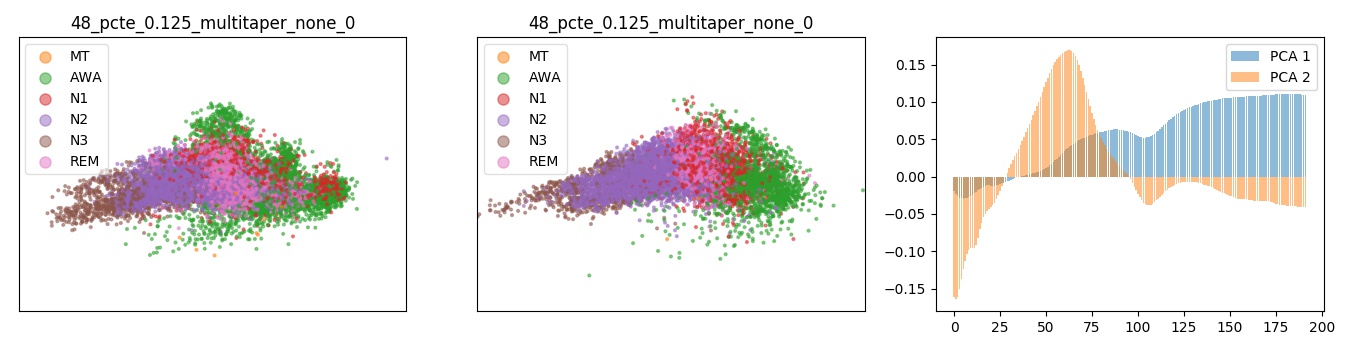 48_pcte_0.125_multitaper_none_0
MT
AWA
N1
N2
N3
REM
48_pcte_0.125_multitaper_none_0
MT
AWA
N1
N2
N3
REM
PCA 1
PCA 2
0.15
0.10
0.05
0.00
−0.05
−0.10
−0.15
0 25 50 75 100 125 150 175 200